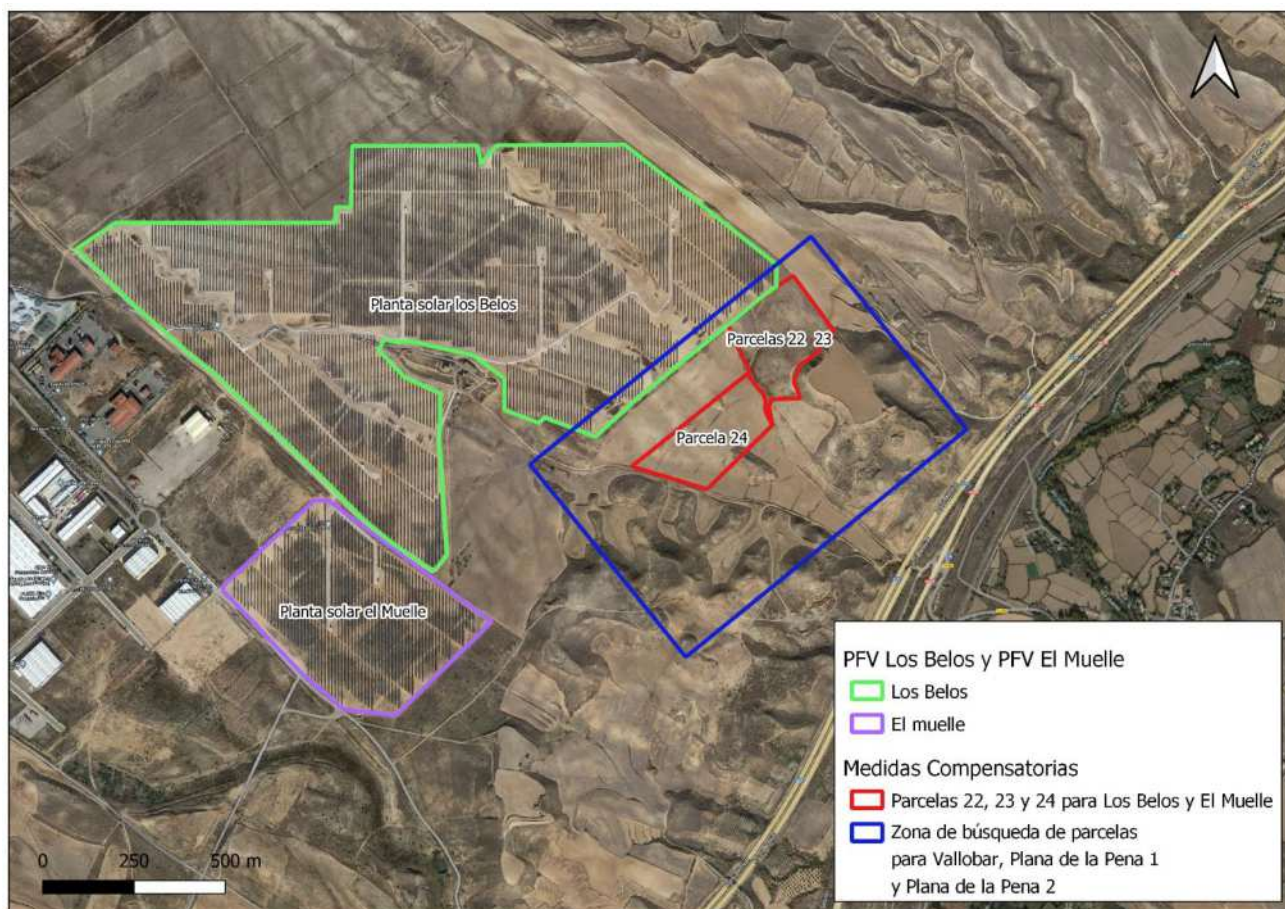 Planta solar los Belos
Parcelas 22 23
Parcela 24
Planta solar el Muelle
PFV Los Belos y PFV El Muelle
Los Belos
El muelle
Medidas Compensatorias
Parcelas 22, 23 y 24 para Los Belos y El Muelle
Zona de búsqueda de parcelas
para Vallobar, Plana de la Pena 1
y Plana de la Pena 2
0 250 500 m